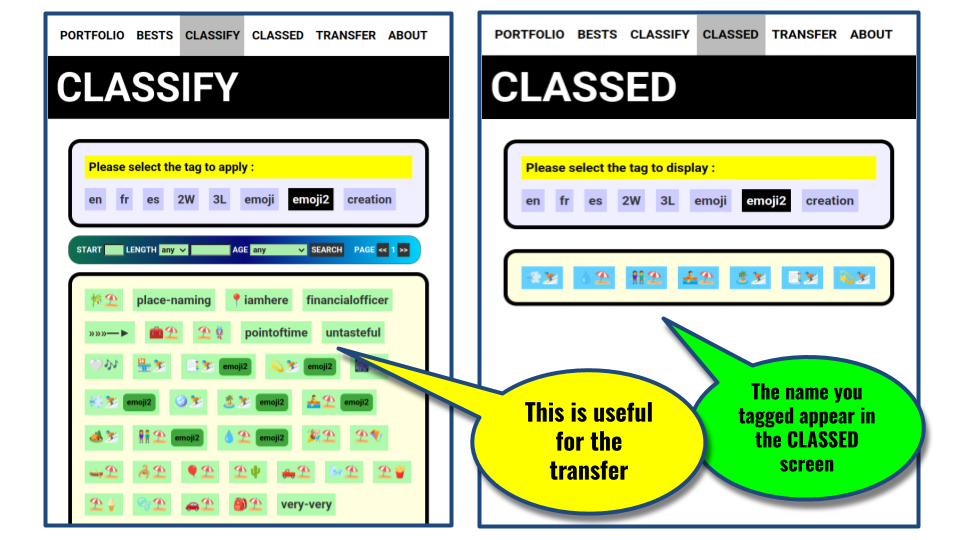 PORTFOLIO BESTS CLASSIFY CLASSED TRANSFER ABOUT
CLASSIFY
Please select the tag to apply :
en fr es 2W 3L emoji emoji2 creation
START LENGTH any AGE any SEARCH PAGE << 1 >>
place-naming iamhere financialofficer
»»»—► pointoftime untasteful
emoji2 emoji2
emoji2 emoji2 emoji2
emoji2 emoji2
very-very
PORTFOLIO BESTS CLASSIFY CLASSED TRANSFER ABOUT
CLASSED
Please select the tag to display :
en fr es 2W 3L emoji emoji2 creation
This is useful
for the
transfer
The name you
tagged appear in
the CLASSED
screen